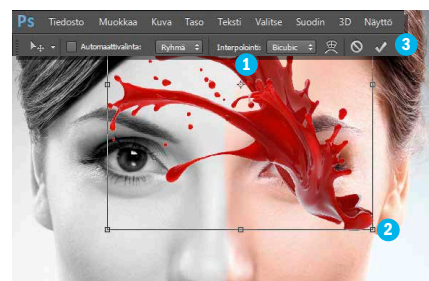 Ps Tiedosto Muokkaa Kuva Taso Teksti Valitse Suodin 3D Näyttö
Automaattivalinta: Ryhmä Interpolointi: Bicubic 3
1
2